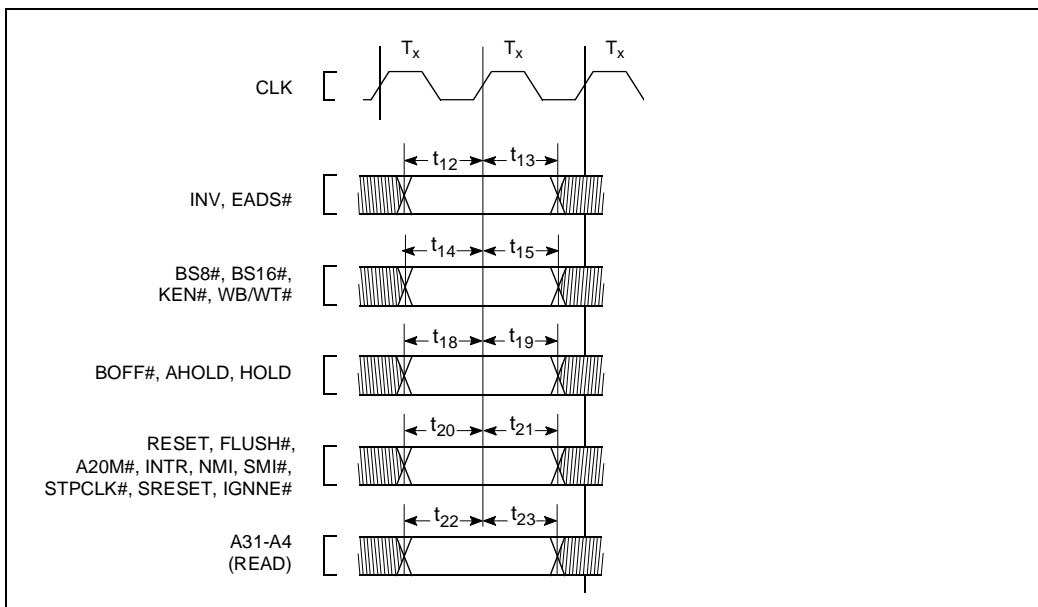 Tx Tx Tx
CLK
t12 t13
INV, EADS#
t14 t15
BS8#, BS16#,
KEN#, WB/WT#
t18 t19
BOFF#, AHOLD, HOLD
t20 t21
RESET, FLUSH#,
A20M#, INTR, NMI, SMI#,
STPCLK#, SRESET, IGNNE#
t22 t23
A31-A4
(READ)